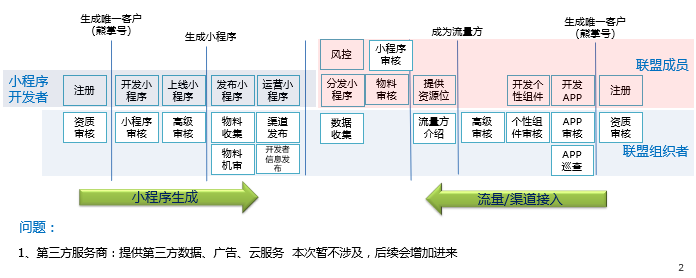 生成唯一客户
(熊掌号)
生成小程序
成为流量方
生成唯一客户
(熊掌号)
风控
小程序
审核
联盟成员
小程序
开发者
注册
开发小
程序
上线小
程序
发布小
程序
运营小
程序
分发小
程序
物料
审核
提供
资源位
开发个
性组件
开发
APP
注册
资质
审核
小程序
审核
高级
审核
物料
收集
渠道
发布
数据
收集
流量方
介绍
高级
审核
个性组
件审核
APP
审核
资质
审核
联盟组织者
物料
机审
开发者
信息发
布
APP
巡查
小程序生成
流量/渠道接入
问题：
1、第三方服务商：提供第三方数据、广告、云服务 本次暂不涉及，后续会增加进来
2